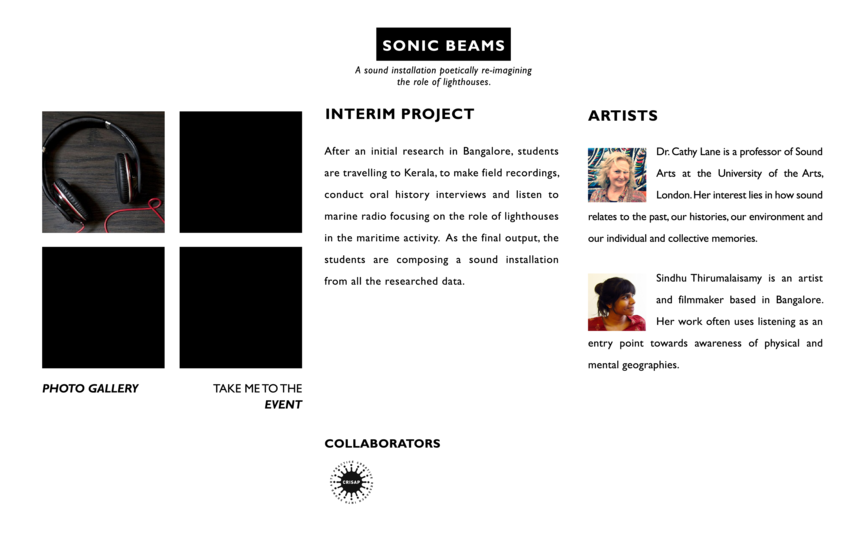 SONIC BEAMS
A sound installation poetically re-imagining
the role of lighthouses.
INTERIM PROJECT
After an initial research in Bangalore, students
are travelling to Kerala, to make field recordings,
conduct oral history interviews and listen to
marine radio focusing on the role of lighthouses
in the maritime activity. As the final output, the
students are composing a sound installation
from all the researched data.
ARTISTS
Dr. Cathy Lane is a professor of Sound
Arts at the University of the Arts,
London. Her interest lies in how sound
relates to the past, our histories, our environment and
our individual and collective memories.
Sindhu Thirumalaisamy is an artist
and filmmaker based in Bangalore.
Her work often uses listening as an
entry point towards awareness of physical and
mental geographies.
PHOTO GALLERY
TAKE ME TO THE
EVENT
COLLABORATORS
CRISAP